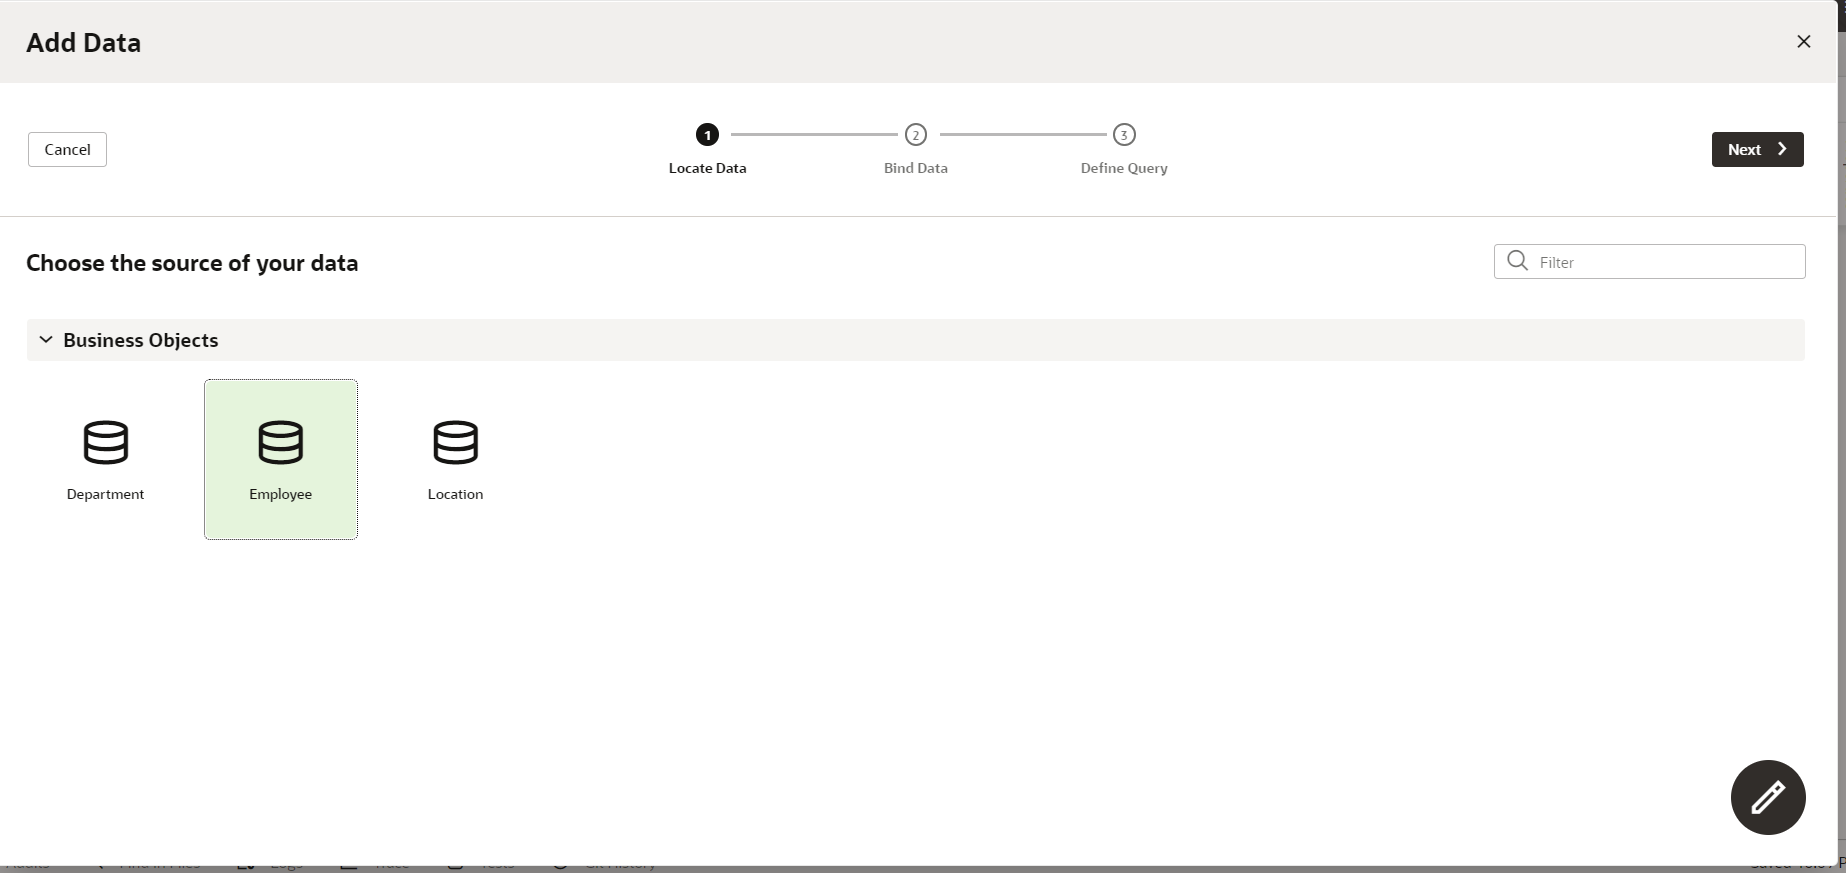 Add Data
Cancel
1
2
3
Next
Locate Data
Bind Data
Define Query
Choose the source of your data
Filter
Business Objects
Department
Employee
Location